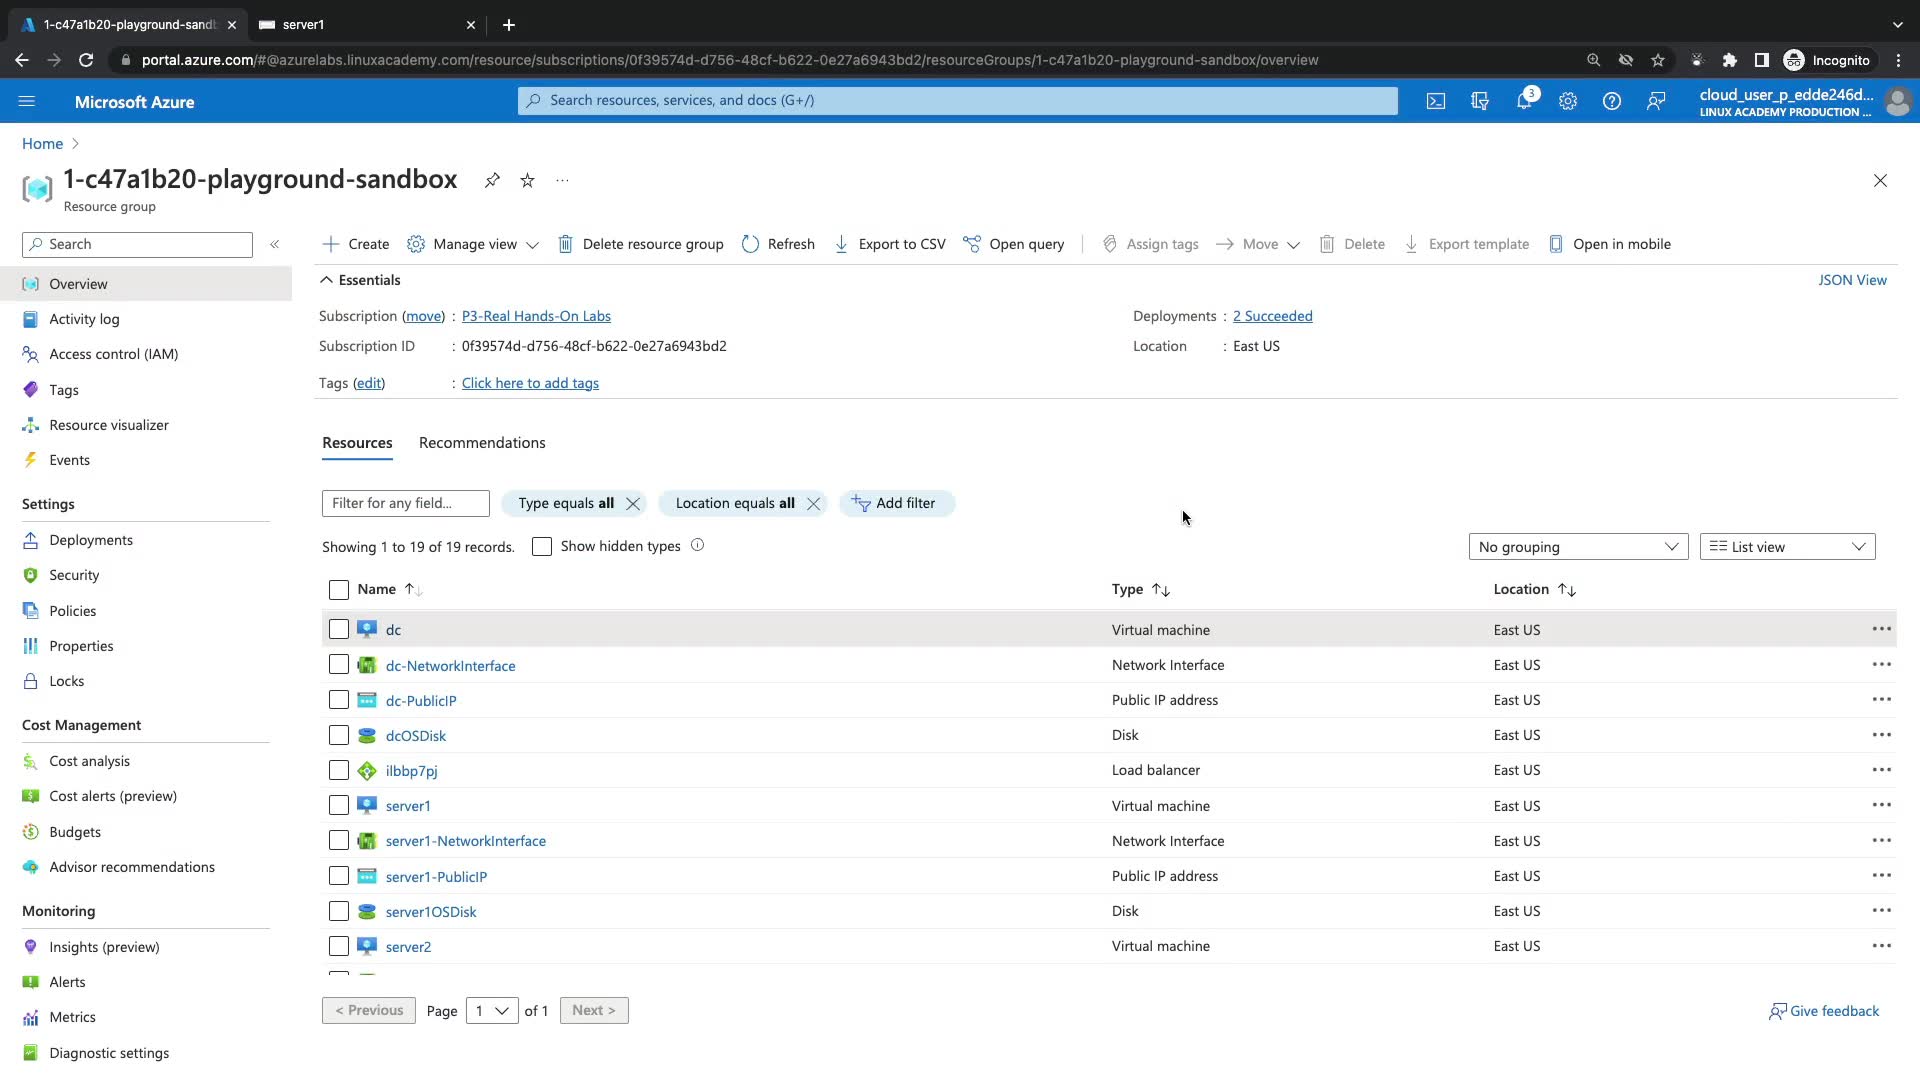 1-c47a1b20-playground-sandb
server1
portal.azure.com/#@azurelabs.linuxacademy.com/resource/subscriptions/0f39574d-d756-48cf-b622-0e27a6943bd2/resourceGroups/1-c47a1b20-playground-sandbox/overview
Incognito
Microsoft Azure
Search resources, services, and docs (G+/)
3
cloud_user_p_edde246d...
LINUX ACADEMY PRODUCTION ...
Home
1-c47a1b20-playground-sandbox
Resource group
Search
Create
Manage view
Delete resource group
Refresh
Export to CSV
Open query
Assign tags
Move
Delete
Export template
Open in mobile
Overview
Activity log
Access control (IAM)
Tags
Resource visualizer
Events
Settings
Deployments
Security
Policies
Properties
Locks
Cost Management
Cost analysis
Cost alerts (preview)
Budgets
Advisor recommendations
Monitoring
Insights (preview)
Alerts
Metrics
Diagnostic settings
Essentials
JSON View
Subscription (move) : P3-Real Hands-On Labs
Deployments : 2 Succeeded
Subscription ID : 0f39574d-d756-48cf-b622-0e27a6943bd2
Location : East US
Tags (edit) : Click here to add tags
Resources
Recommendations
Filter for any field...
Type equals all
Location equals all
Add filter
Showing 1 to 19 of 19 records.
Show hidden types
No grouping
List view
Name Type Location
dc Virtual machine East US
dc-NetworkInterface Network Interface East US
dc-PublicIP Public IP address East US
dcOSDisk Disk East US
ilbbp7pj Load balancer East US
server1 Virtual machine East US
server1-NetworkInterface Network Interface East US
server1-PublicIP Public IP address East US
server1OSDisk Disk East US
server2 Virtual machine East US
< Previous Page 1 of 1 Next >
Give feedback